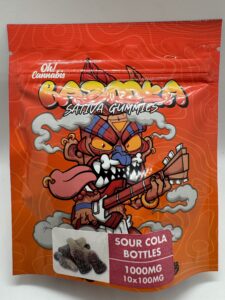 Oh!
Cannabis
SATIVA GUMMIES
SOUR COLA
BOTTLES
1000MG
10x100MG